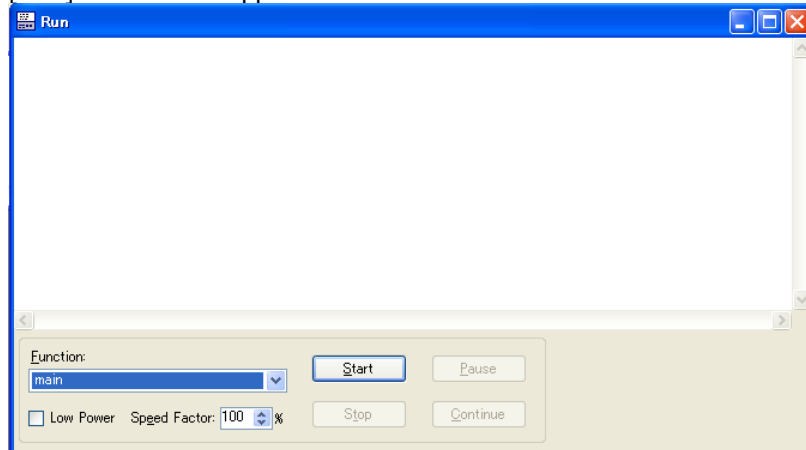 Run
Function:
main
Start
Pause
Low Power Speed Factor: 100 %
Stop
Continue